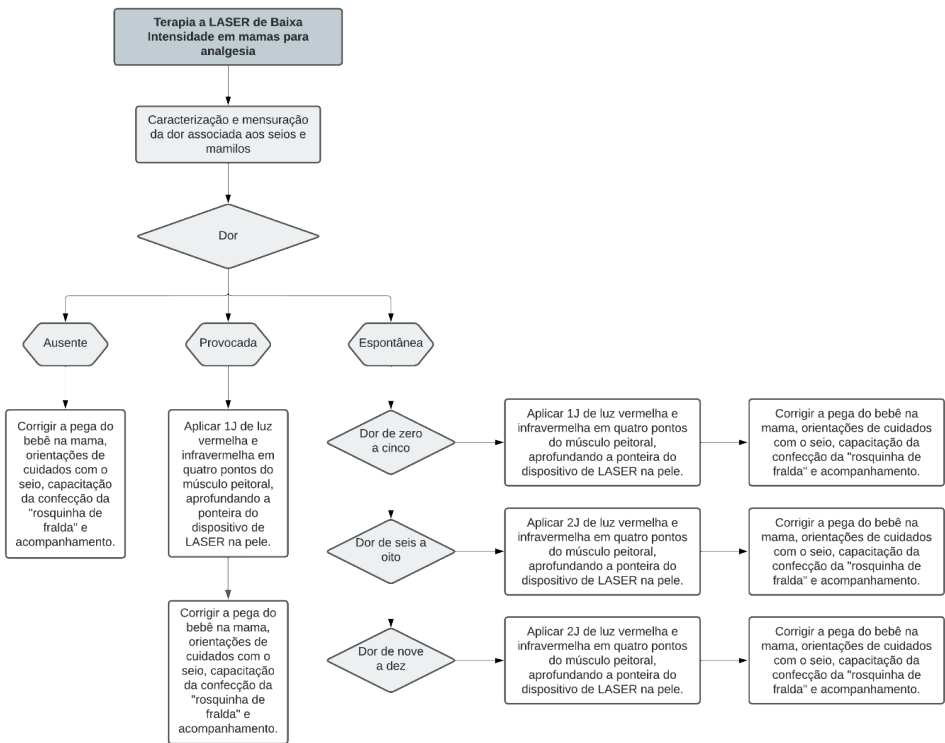 Terapia a LASER de Baixa
Intensidade em mamas para
analgesia
Caracterização e mensuração
da dor associada aos seios e
mamilos
Dor
Ausente
Provocada
Espontânea
Corrigir a pega do
bebê na mama,
orientações de
cuidados com o
seio, capacitação
da confecção da
"rosquinha de
fralda" e
acompanhamento.
Aplicar 1J de luz
vermelha e
infravermelha em
quatro pontos do
músculo peitoral,
aprofundando a
ponteira do
dispositivo de
LASER na pele.
Corrigir a pega do
bebê na mama,
orientações de
cuidados com o
seio, capacitação
da confecção da
"rosquinha de
fralda" e
acompanhamento.
Dor de zero
a cinco
Aplicar 1J de luz vermelha e
infravermelha em quatro pontos
do músculo peitoral,
aprofundando a ponteira do
dispositivo de LASER na pele.
Corrigir a pega do bebê na
mama, orientações de cuidados
com o seio, capacitação da
confecção da "rosquinha de
fralda" e acompanhamento.
Dor de seis a
oito
Aplicar 2J de luz vermelha e
infravermelha em quatro pontos
do músculo peitoral,
aprofundando a ponteira do
dispositivo de LASER na pele.
Corrigir a pega do bebê na
mama, orientações de cuidados
com o seio, capacitação da
confecção da "rosquinha de
fralda" e acompanhamento.
Dor de nove
a dez
Aplicar 2J de luz vermelha e
infravermelha em quatro pontos
do músculo peitoral,
aprofundando a ponteira do
dispositivo de LASER na pele.
Corrigir a pega do bebê na
mama, orientações de cuidados
com o seio, capacitação da
confecção da "rosquinha de
fralda" e acompanhamento.